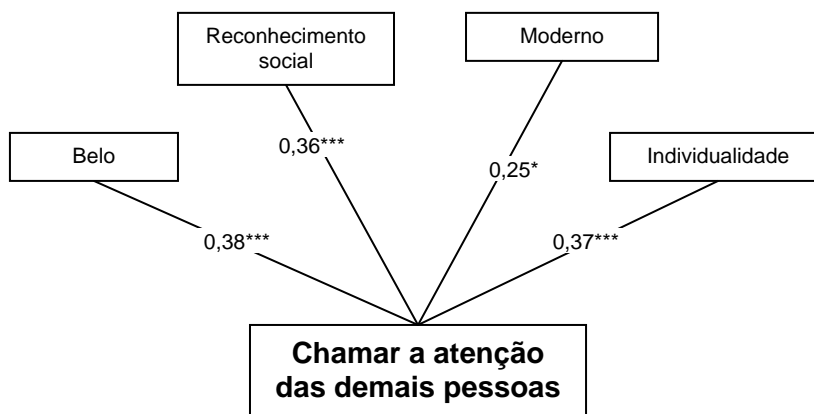 Reconhecimento
social
Moderno
Belo
Individualidade
0,36***
0,25*
0,38***
0,37***
Chamar a atenção
das demais pessoas